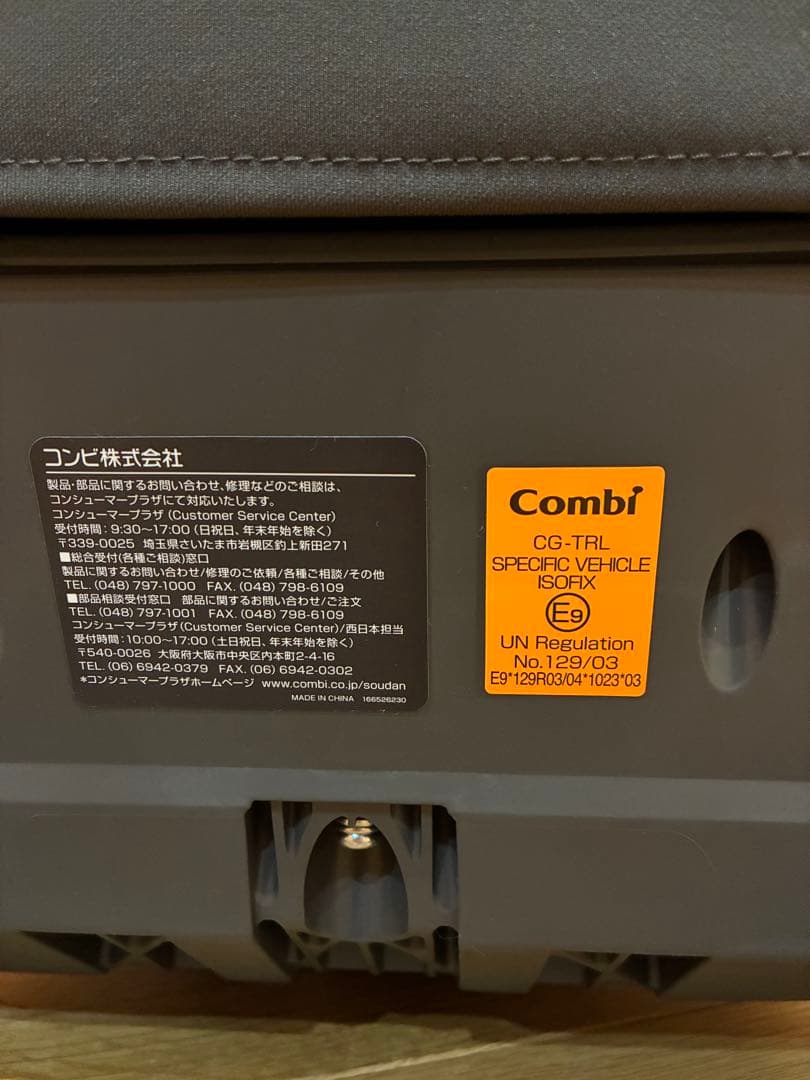 コンビ株式会社
製品・部品に関するお問い合わせ、修理などのご相談は、
コンシューマープラザにて対応いたします。
コンシューマープラザ (Customer Service Center)
受付時間：9:30〜17:00 (日祝日、年末年始を除く)
〒339-0025 埼玉県さいたま市岩槻区釣上新田271
■総合受付(各種ご相談)窓口
製品に関するお問い合わせ/修理のご依頼/各種ご相談/その他
TEL. (048) 797-1000 FAX. (048) 798-6109
■部品相談受付窓口 部品に関するお問い合わせ/ご注文
TEL. (048) 797-1001 FAX. (048) 798-6109
コンシューマープラザ(Customer Service Center)/西日本担当
受付時間：10:00〜17:00 (土日祝日、年末年始を除く)
〒540-0026 大阪府大阪市中央区内本町2-4-16
TEL. (06) 6942-0379 FAX. (06) 6942-0302
*コンシューマープラザホームページ www.combi.co.jp/soudan
MADE IN CHINA 166526230
Combi
CG-TRL
SPECIFIC VEHICLE
ISOFIX
E9
UN Regulation
No.129/03
E9*129R03/04*1023*03